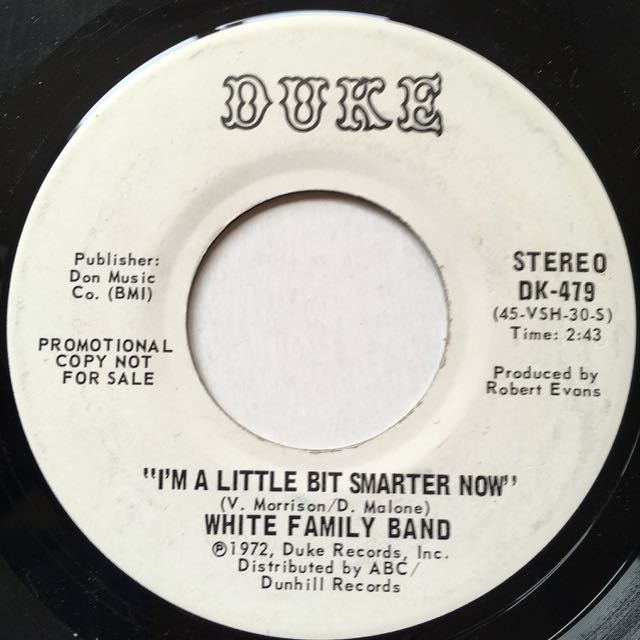 DUKE
Publisher:
Don Music
Co. (BMI)
PROMOTIONAL
COPY NOT
FOR SALE
STEREO
DK-479
(45-VSH-30-S)
Time: 2:43
Produced by
Robert Evans
"I'M A LITTLE BIT SMARTER NOW"
(V. Morrison/D. Malone)
WHITE FAMILY BAND
℗1972, Duke Records, Inc.
Distributed by ABC/
Dunhill Records